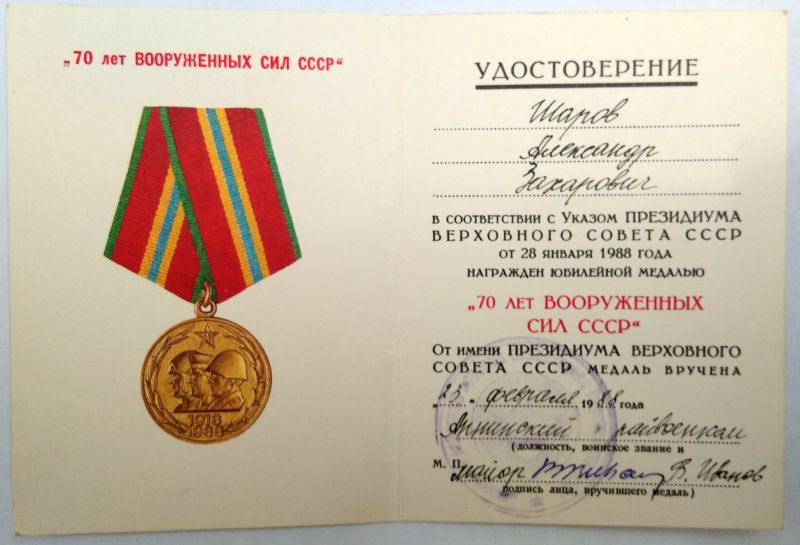 „70 лет ВООРУЖЕННЫХ СИЛ СССР“
1918
1988
УДОСТОВЕРЕНИЕ
Шаров
Александр
Захарович
В СООТВЕТСТВИИ С УКАЗОМ ПРЕЗИДИУМА
ВЕРХОВНОГО СОВЕТА СССР
ОТ 28 ЯНВАРЯ 1988 ГОДА
НАГРАЖДЕН ЮБИЛЕЙНОЙ МЕДАЛЬЮ
„70 ЛЕТ ВООРУЖЕННЫХ
СИЛ СССР“
ОТ ИМЕНИ ПРЕЗИДИУМА ВЕРХОВНОГО
СОВЕТА СССР МЕДАЛЬ ВРУЧЕНА
„23“ февраля 1988 года
Аннинский райвоенком
(должность, воинское звание и
М. П. майор В. Иванов
подпись лица, вручившего медаль)